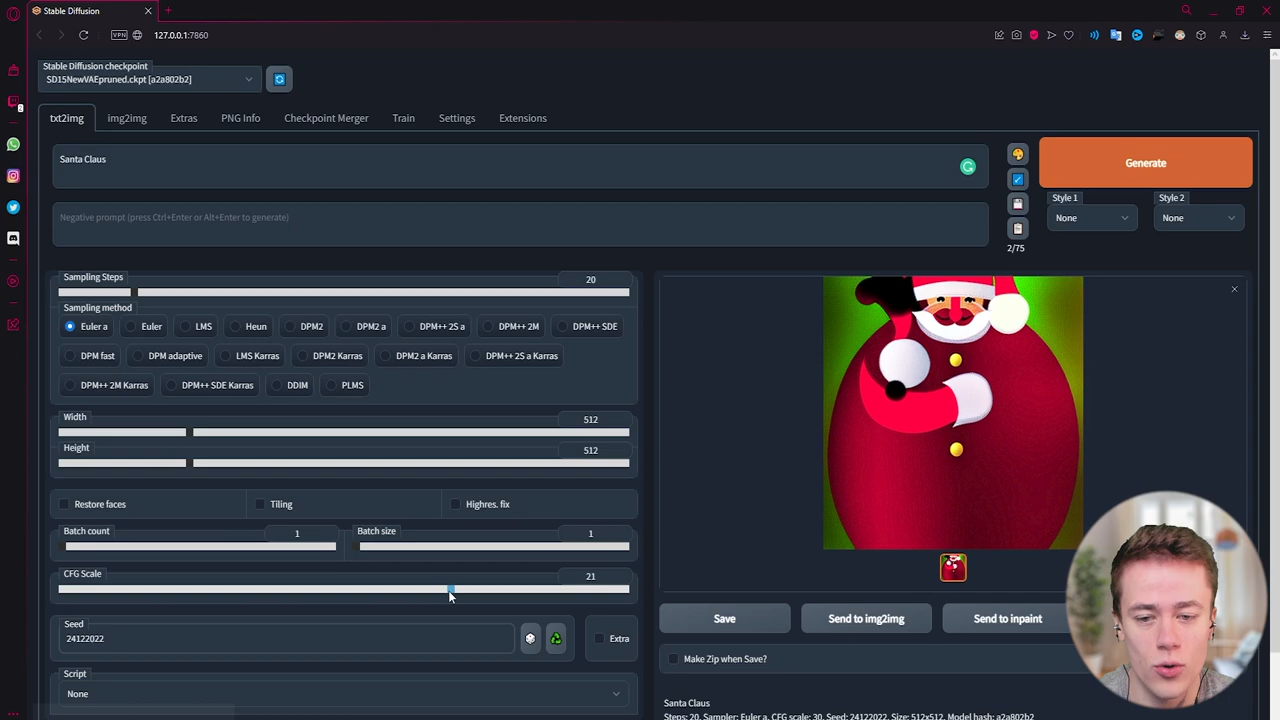 Stable Diffusion
VPN
127.0.0.1:7860
2
Stable Diffusion checkpoint
SD15NewVAEpruned.ckpt [a2a802b2]
txt2img img2img Extras PNG Info Checkpoint Merger Train Settings Extensions
Santa Claus
Generate
Style 1 Style 2
None None
Negative prompt (press Ctrl+Enter or Alt+Enter to generate)
2/75
Sampling Steps 20
Sampling method
Euler a Euler LMS Heun DPM2 DPM2 a DPM++ 2S a DPM++ 2M DPM++ SDE
DPM fast DPM adaptive LMS Karras DPM2 Karras DPM2 a Karras DPM++ 2S a Karras
DPM++ 2M Karras DPM++ SDE Karras DDIM PLMS
Width 512
Height 512
Restore faces Tiling Highres. fix
Batch count 1 Batch size 1
CFG Scale 21
Seed
24122022
Extra
Script
None
Save Send to img2img Send to inpaint
Make Zip when Save?
Santa Claus
Steps: 20, Sampler: Euler a, CFG scale: 30, Seed: 24122022, Size: 512x512, Model hash: a2a802b2